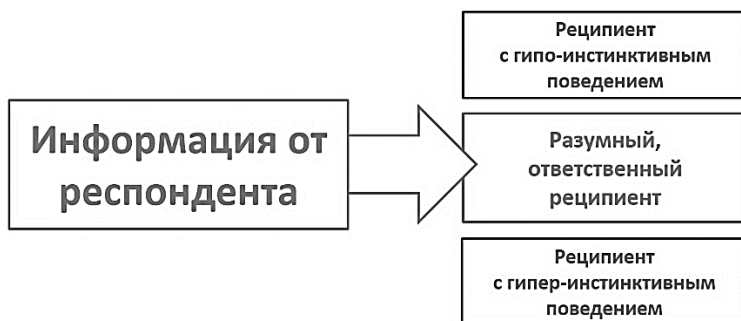 Информация от
респондента
Реципиент
с гипо-инстинктивным
поведением
Разумный,
ответственный
реципиент
Реципиент
с гипер-инстинктивным
поведением